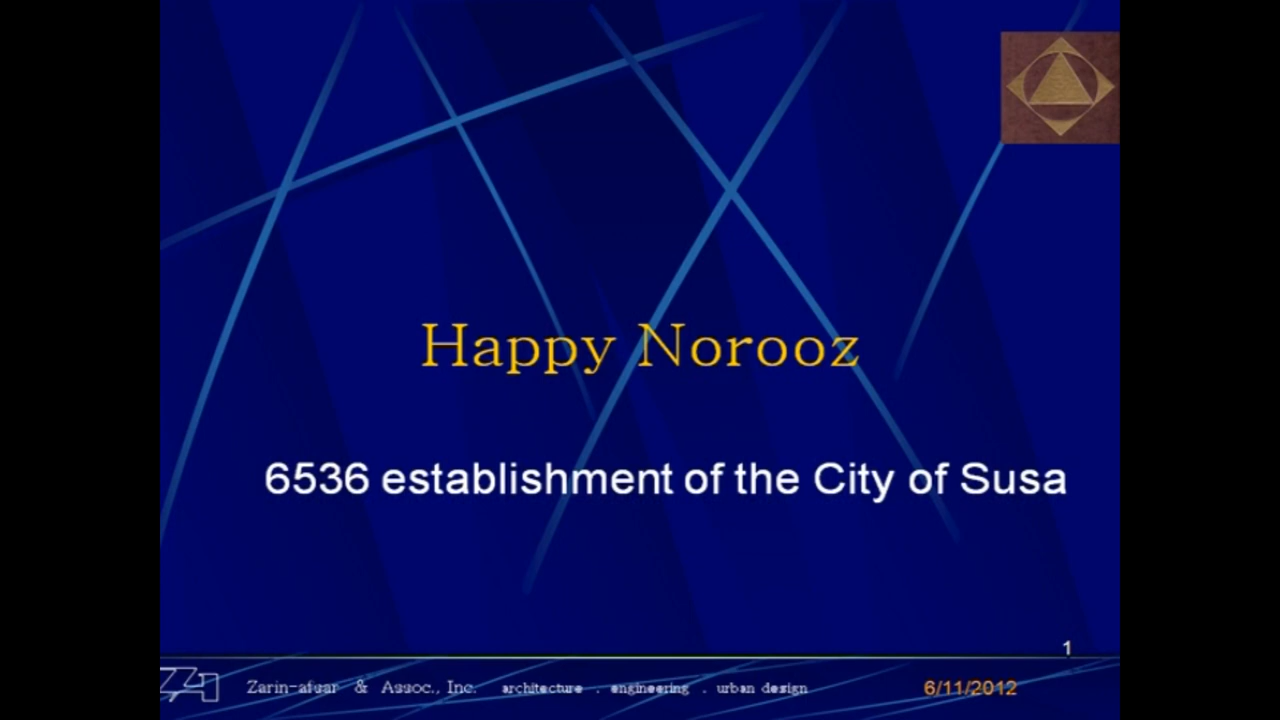 Happy Norooz
6536 establishment of the City of Susa
1
Zarin-afsar & Assoc., Inc. architecture . engineering . urban design
6/11/2012